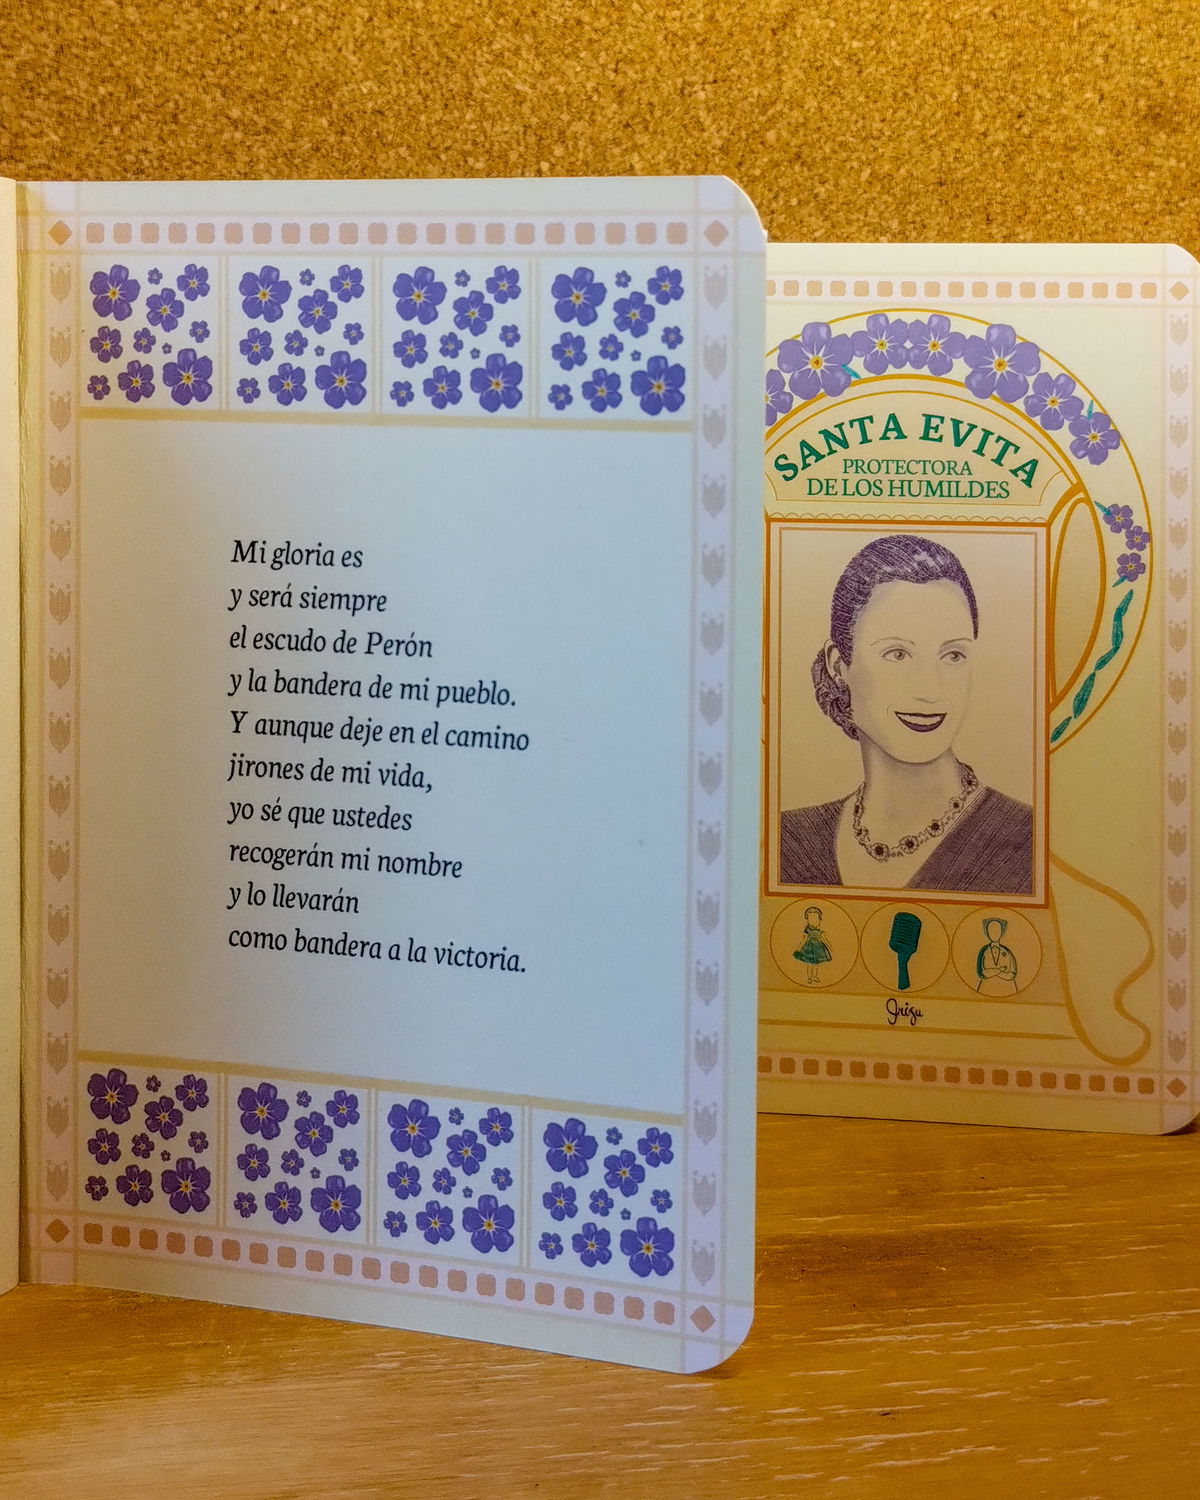 Mi gloria es
y será siempre
el escudo de Perón
y la bandera de mi pueblo.
Y aunque deje en el camino
jirones de mi vida,
yo sé que ustedes
recogerán mi nombre
y lo llevarán
como bandera a la victoria.
SANTA EVITA
PROTECTORA
DE LOS HUMILDES